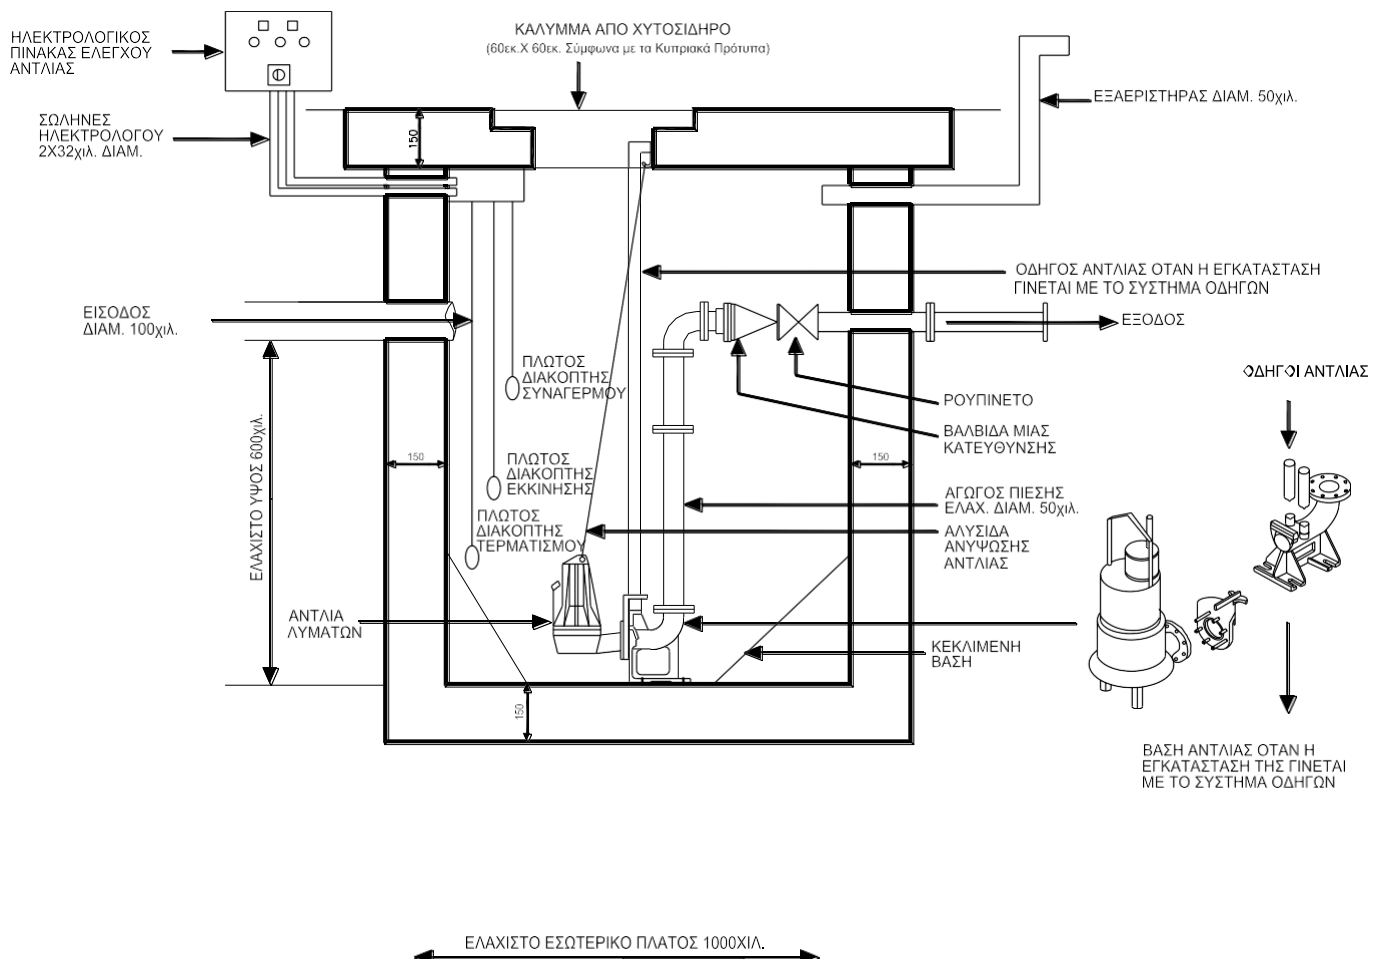 ΗΛΕΚΤΡΟΛΟΓΙΚΟΣ
ΠΙΝΑΚΑΣ ΕΛΕΓΧΟΥ
ΑΝΤΛΙΑΣ
ΚΑΛΥΜΜΑ ΑΠΟ ΧΥΤΟΣΙΔΗΡΟ
(60εκ.Χ 60εκ. Σύμφωνα με τα Κυπριακά Πρότυπα)
ΕΞΑΕΡΙΣΤΗΡΑΣ ΔΙΑΜ. 50χιλ.
ΣΩΛΗΝΕΣ
ΗΛΕΚΤΡΟΛΟΓΟΥ
2Χ32χιλ. ΔΙΑΜ.
150
ΟΔΗΓΟΣ ΑΝΤΛΙΑΣ ΟΤΑΝ Η ΕΓΚΑΤΑΣΤΑΣΗ
ΓΙΝΕΤΑΙ ΜΕ ΤΟ ΣΥΣΤΗΜΑ ΟΔΗΓΩΝ
ΕΙΣΟΔΟΣ
ΔΙΑΜ. 100χιλ.
ΕΞΟΔΟΣ
ΠΛΩΤΟΣ
ΔΙΑΚΟΠΤΗΣ
ΣΥΝΑΓΕΡΜΟΥ
ΟΔΗΓΟΙ ΑΝΤΛΙΑΣ
ΡΟΥΠΙΝΕΤΟ
ΒΑΛΒΙΔΑ ΜΙΑΣ
ΚΑΤΕΥΘΥΝΣΗΣ
ΕΛΑΧΙΣΤΟ ΥΨΟΣ 600χιλ.
150
150
ΠΛΩΤΟΣ
ΔΙΑΚΟΠΤΗΣ
ΕΚΚΙΝΗΣΗΣ
ΑΓΩΓΟΣ ΠΙΕΣΗΣ
ΕΛΑΧ. ΔΙΑΜ. 50χιλ.
ΠΛΩΤΟΣ
ΔΙΑΚΟΠΤΗΣ
ΤΕΡΜΑΤΙΣΜΟΥ
ΑΛΥΣΙΔΑ
ΑΝΥΨΩΣΗΣ
ΑΝΤΛΙΑΣ
ΑΝΤΛΙΑ
ΛΥΜΑΤΩΝ
ΚΕΚΛΙΜΕΝΗ
ΒΑΣΗ
150
ΒΑΣΗ ΑΝΤΛΙΑΣ ΟΤΑΝ Η
ΕΓΚΑΤΑΣΤΑΣΗ ΤΗΣ ΓΙΝΕΤΑΙ
ΜΕ ΤΟ ΣΥΣΤΗΜΑ ΟΔΗΓΩΝ
ΕΛΑΧΙΣΤΟ ΕΣΩΤΕΡΙΚΟ ΠΛΑΤΟΣ 1000ΧΙΛ.